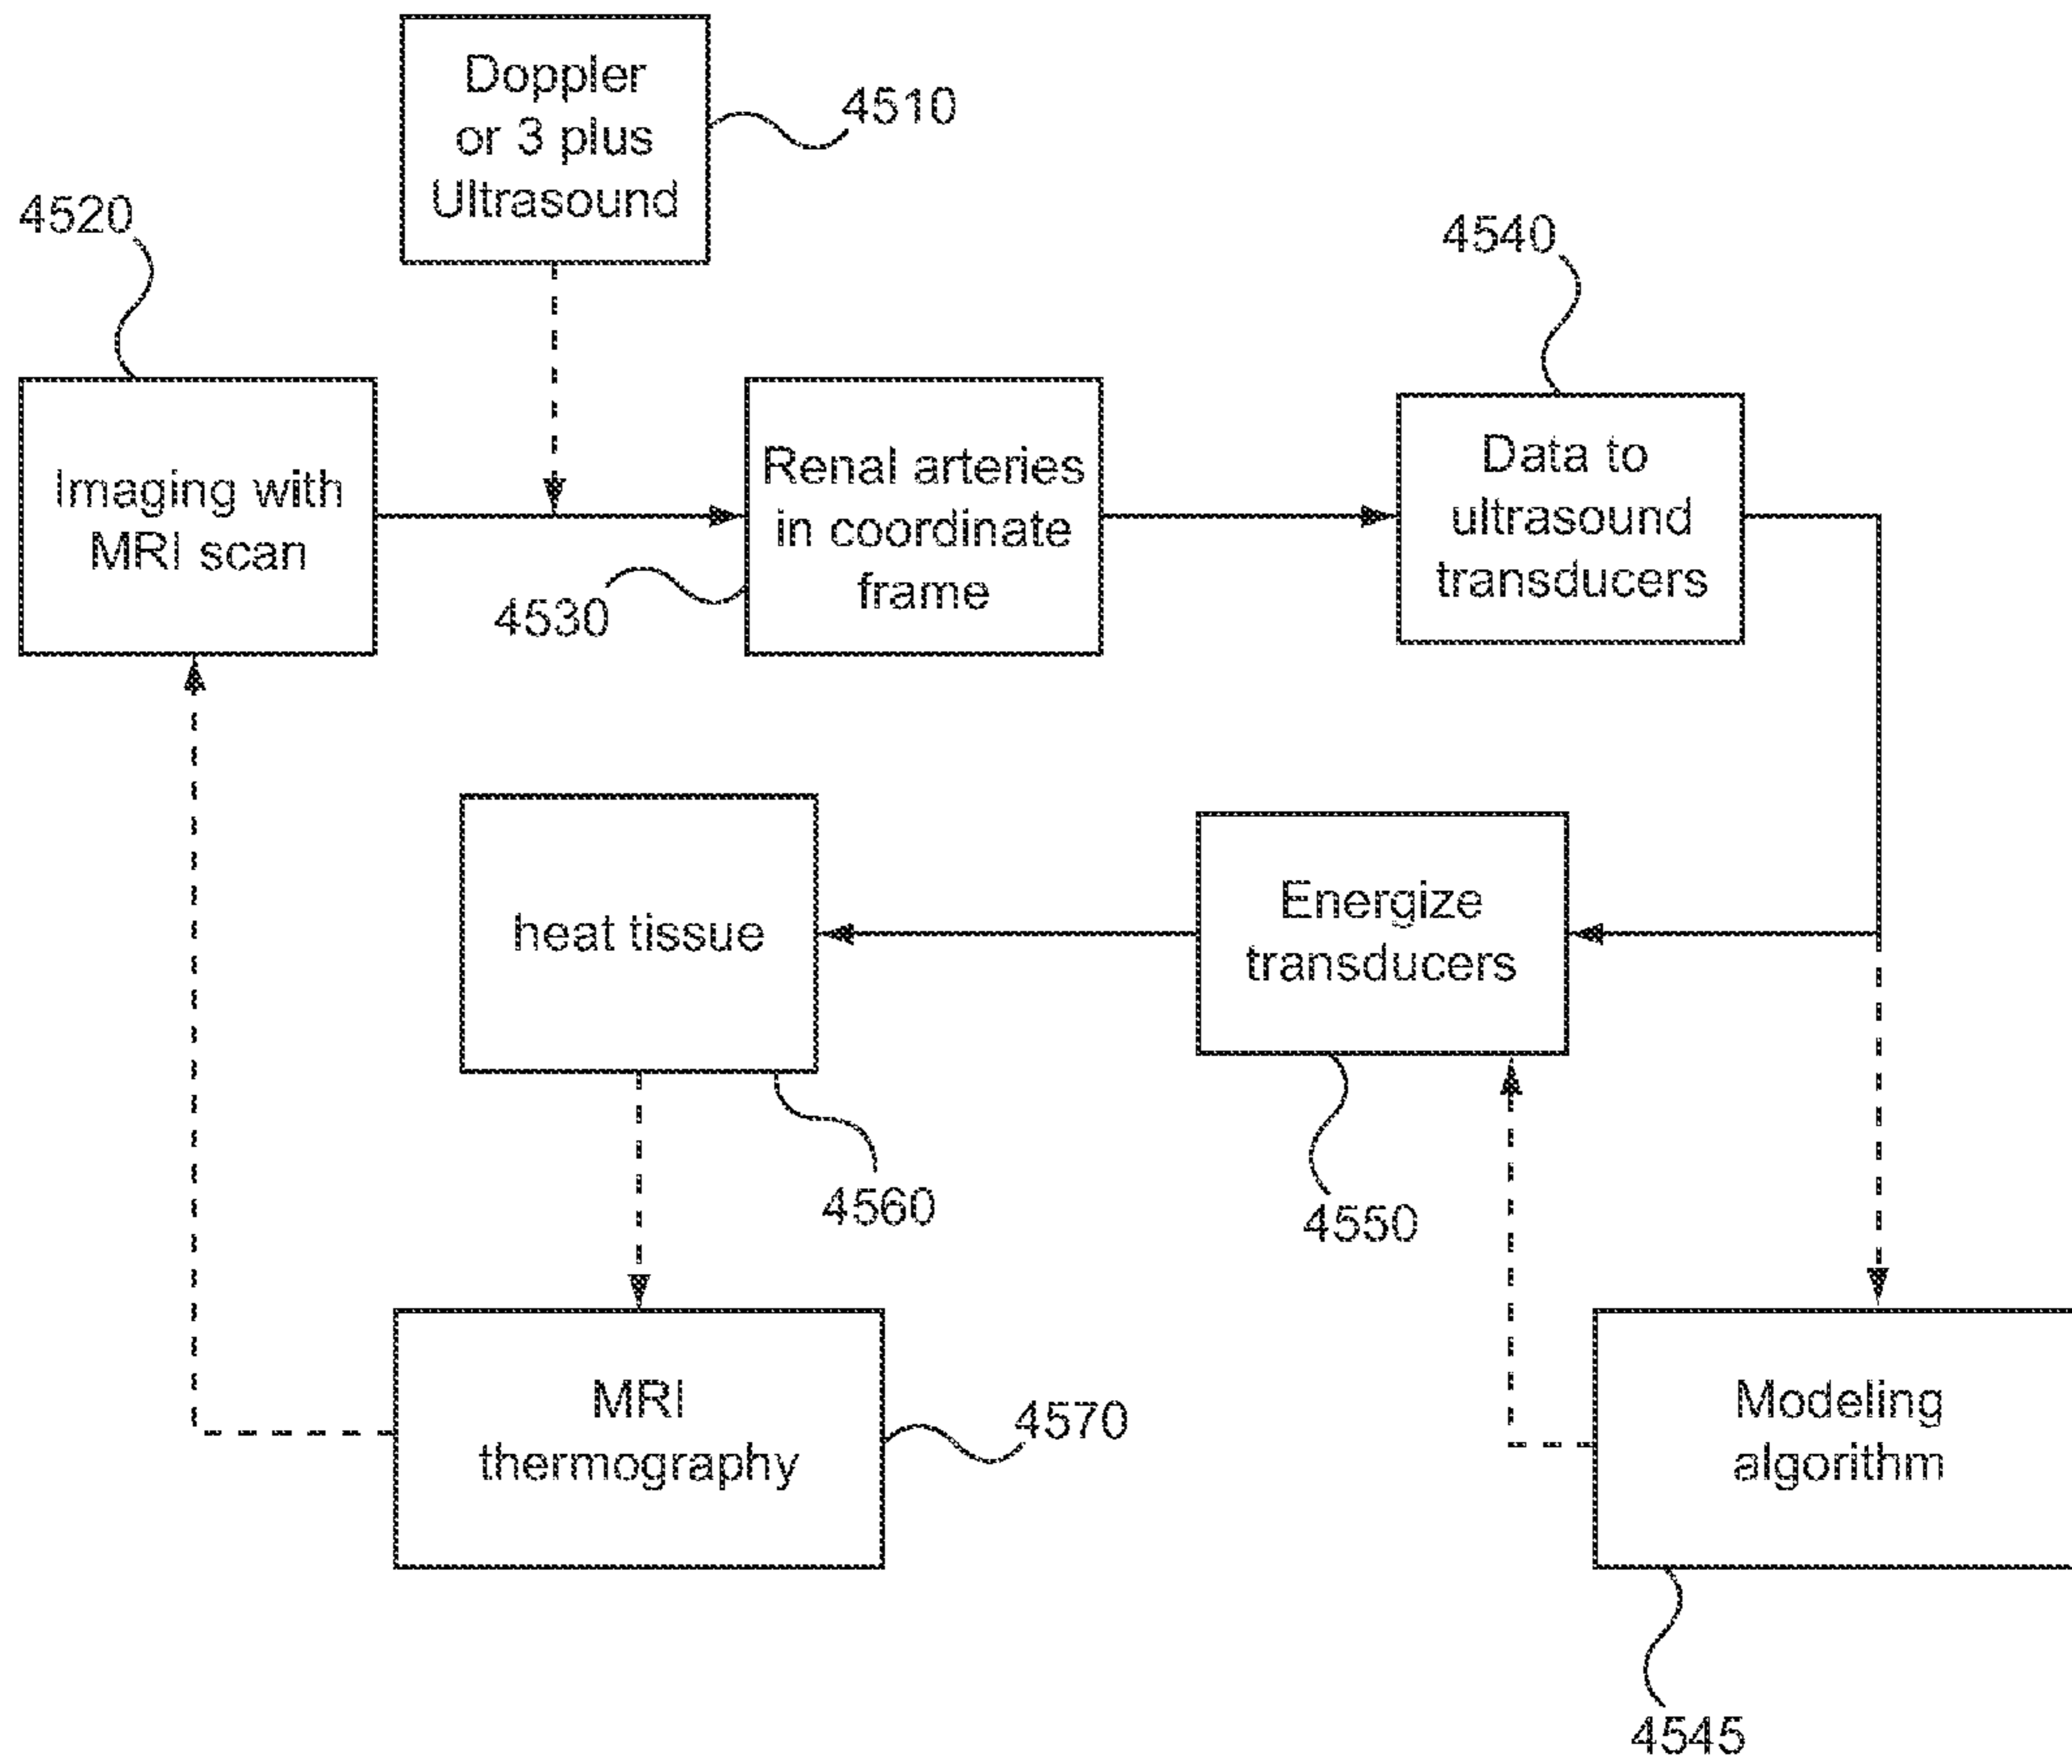 Doppler
or 3 plus
Ultrasound
4510
4520
4540
Imaging with
MRI scan
Renal arteries
in coordinate
frame
4530
Data to
ultrasound
transducers
heat tissue
Energize
transducers
4560
4550
MRI
thermography
4570
Modeling
algorithm
4545